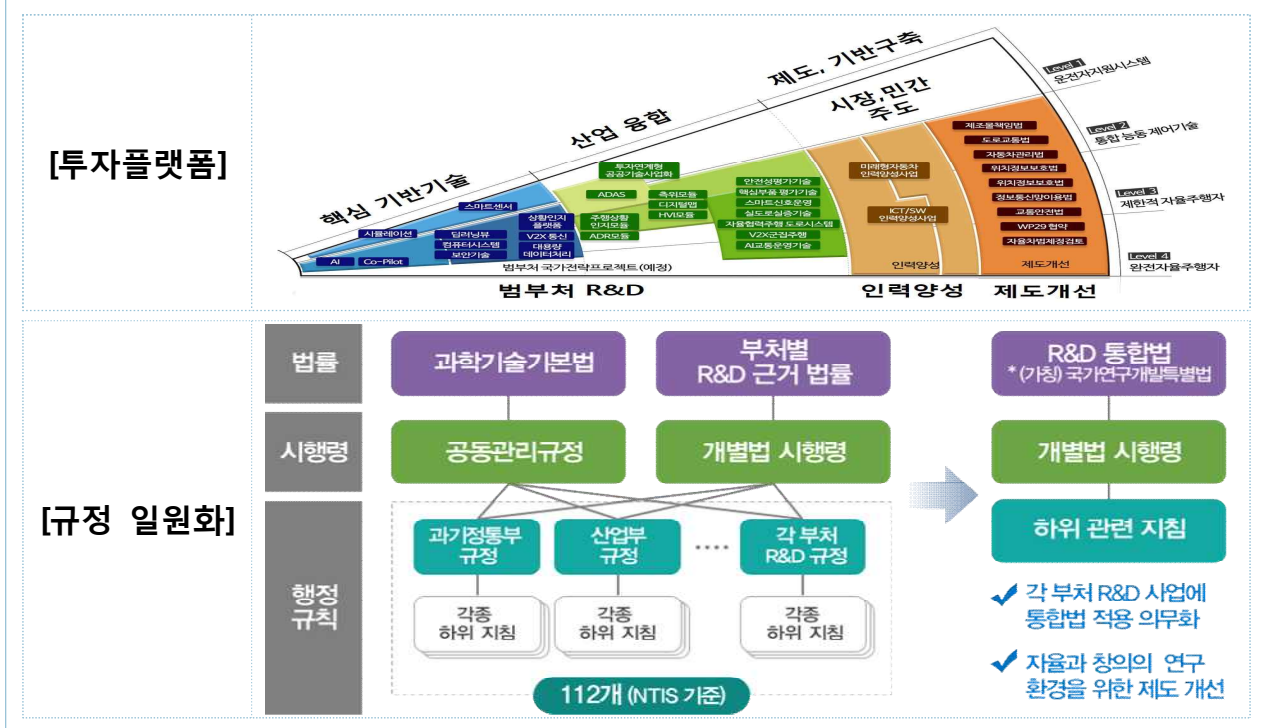 [투자플랫폼]
핵심 기반기술
산업 융합
제도, 기반구축
시장,민간
주도
Level 1
운전자지원시스템
Level 2
통합 능동 제어기술
Level 3
제한적 자율주행자
Level 4
완전자율주행자
스마트센서
시뮬레이션
AI
Co-Pilot
딥러닝뷰
컴퓨터시스템
보안기술
상황인지
플랫폼
V2X 통신
대용량
데이터처리
투자연계형
공공기술사업화
ADAS
주행상황
인지모듈
ADR모듈
측위모듈
디지털맵
HVI모듈
안전성평가기술
핵심부품 평가기술
스마트신호운영
실도로실증기술
자율협력주행 도로시스템
V2X군집주행
AI교통운영기술
미래형자동차
인력양성사업
ICT/SW
인력양성사업
인력양성
제조물책임법
도로교통법
자동차관리법
위치정보보호법
위치정보보호법
정보통신망이용법
교통안전법
WP29 협약
자율차법제정검토
제도개선
범부처 국가전략프로젝트(예정)
범부처 R&D
인력양성
제도개선
[규정 일원화]
법률
과학기술기본법
부처별
R&D 근거 법률
R&D 통합법
* (가칭) 국가연구개발특별법
시행령
공동관리규정
개별법 시행령
개별법 시행령
행정
규칙
과기정통부
규정
산업부
규정
....
각 부처
R&D 규정
하위 관련 지침
각종
하위 지침
각종
하위 지침
각종
하위 지침
112개 (NTIS 기준)
각 부처 R&D 사업에
통합법 적용 의무화
자율과 창의의 연구
환경을 위한 제도 개선